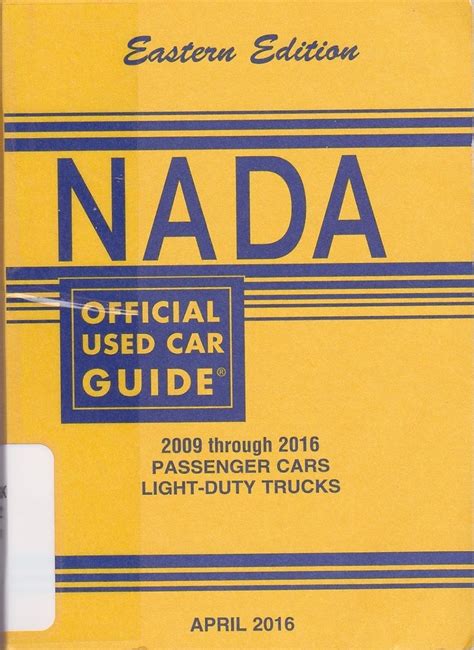 Eastern Edition
NADA
OFFICIAL
USED CAR
GUIDE®
2009 through 2016
PASSENGER CARS
LIGHT-DUTY TRUCKS
APRIL 2016